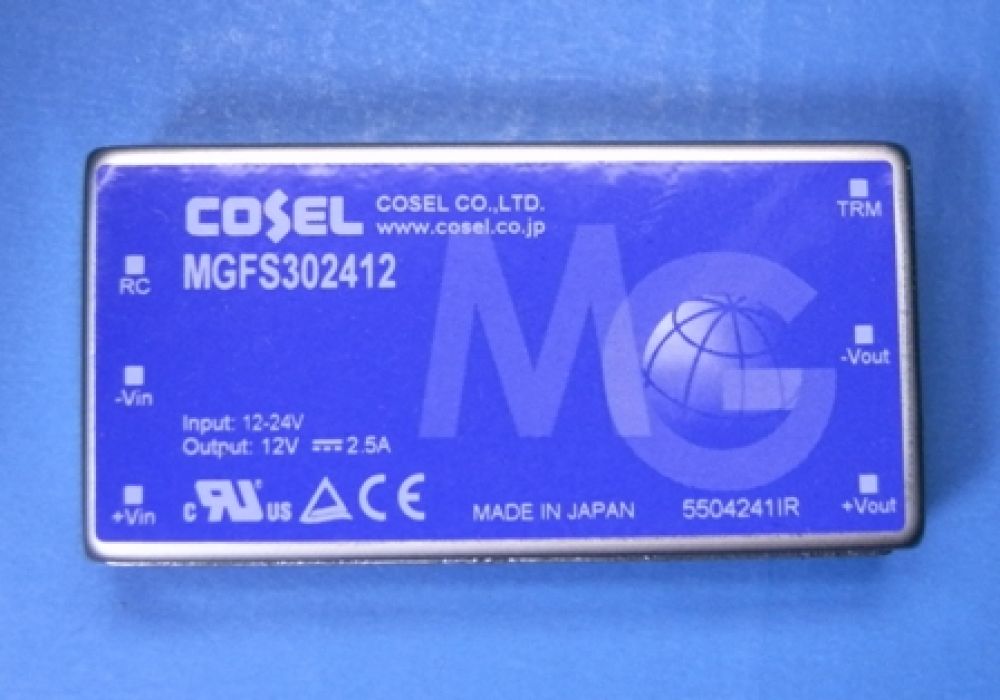 COSEL COSEL CO.,LTD.
www.cosel.co.jp
TRM
MGFS302412
RC
MG
-Vout
-Vin
Input: 12-24V
Output: 12V 2.5A
+Vin
c RU US CE
MADE IN JAPAN 5504241IR
+Vout